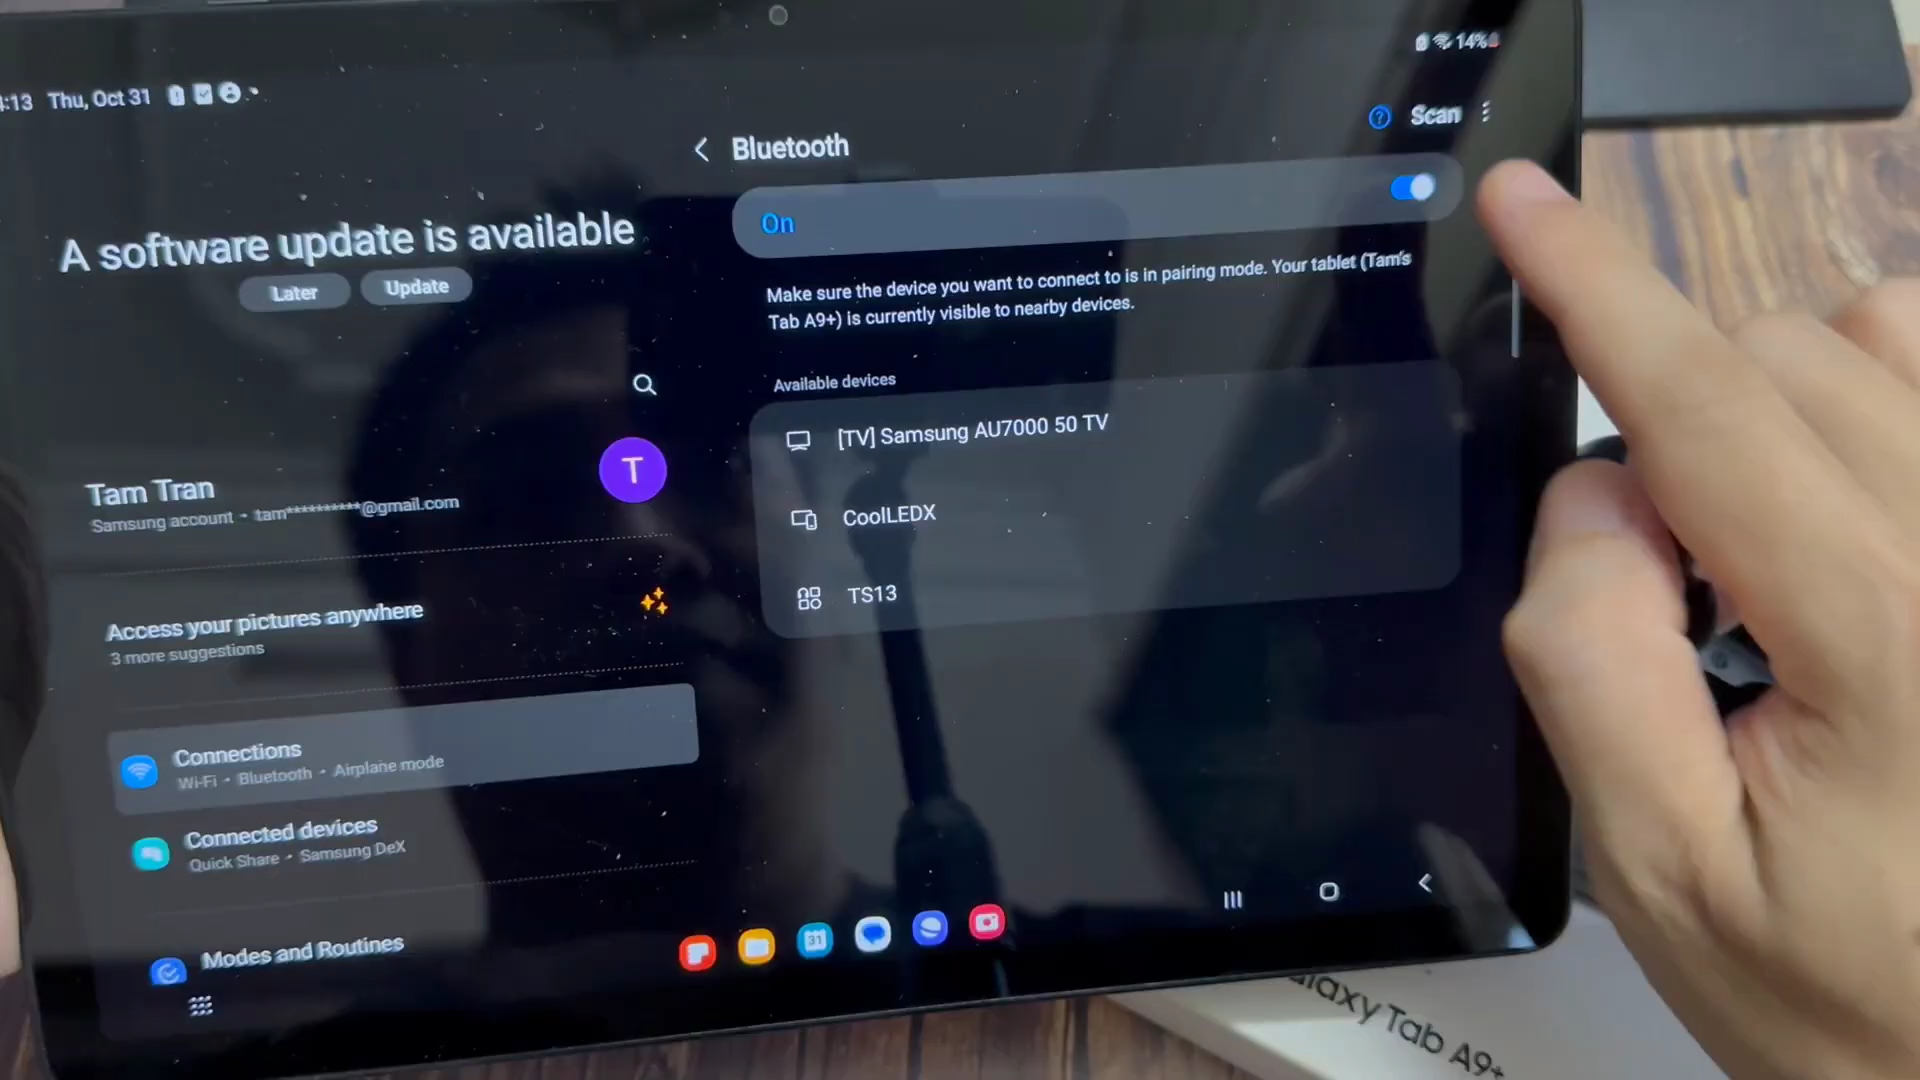 :13 Thu, Oct 31
14%
Scan
Bluetooth
On
Make sure the device you want to connect to is in pairing mode. Your tablet (Tam's
Tab A9+) is currently visible to nearby devices.
Available devices
[TV] Samsung AU7000 50 TV
CoolLEDX
TS13
A software update is available
Later
Update
Tam Tran
Samsung account • tam**********@gmail.com
T
Access your pictures anywhere
3 more suggestions
Connections
Wi-Fi • Bluetooth • Airplane mode
Connected devices
Quick Share • Samsung DeX
Modes and Routines
31
alaxy Tab A9+